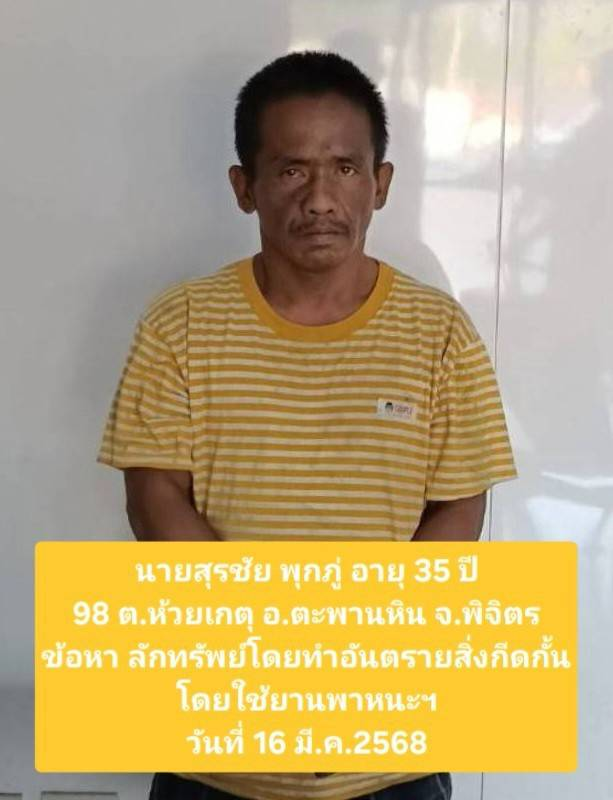 นายสุรชัย พุกภู่ อายุ 35 ปี
98 ต.ห้วยเกตุ อ.ตะพานหิน จ.พิจิตร
ข้อหา ลักทรัพย์โดยทำอันตรายสิ่งกีดกั้น
โดยใช้ยานพาหนะฯ
วันที่ 16 มี.ค.2568